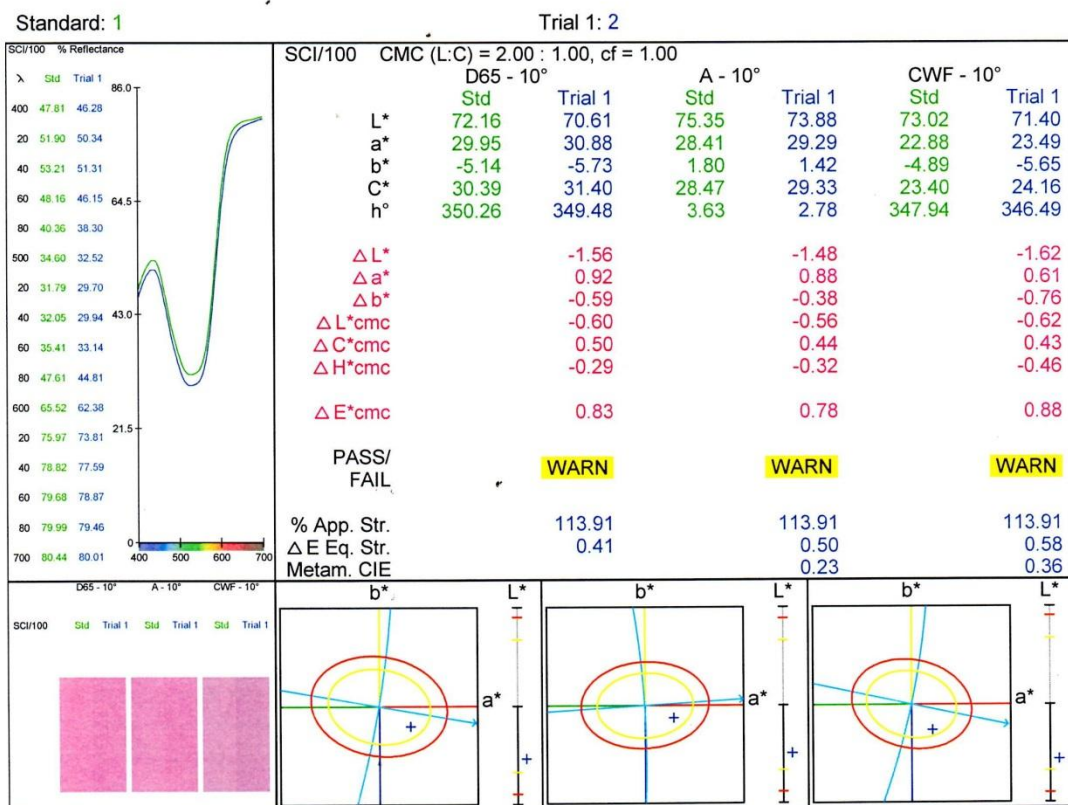 Standard: 1 Trial 1: 2
SCI/100 % Reflectance
λ Std Trial 1
400 47.81 46.28
20 51.90 50.34
40 53.21 51.31
60 48.16 46.15
80 40.36 38.30
500 34.60 32.52
20 31.79 29.70
40 32.05 29.94
60 35.41 33.14
80 47.61 44.81
600 65.52 62.38
20 75.97 73.81
40 78.82 77.59
60 79.68 78.87
80 79.99 79.46
700 80.44 80.01
86.0
64.5
43.0
21.5
0
400 500 600 700
SCI/100 CMC (L:C) = 2.00 : 1.00, cf = 1.00
D65 - 10° A - 10° CWF - 10°
Std Trial 1 Std Trial 1 Std Trial 1
L* 72.16 70.61 75.35 73.88 73.02 71.40
a* 29.95 30.88 28.41 29.29 22.88 23.49
b* -5.14 -5.73 1.80 1.42 -4.89 -5.65
C* 30.39 31.40 28.47 29.33 23.40 24.16
h° 350.26 349.48 3.63 2.78 347.94 346.49
Δ L* -1.56 -1.48 -1.62
Δ a* 0.92 0.88 0.61
Δ b* -0.59 -0.38 -0.76
Δ L*cmc -0.60 -0.56 -0.62
Δ C*cmc 0.50 0.44 0.43
Δ H*cmc -0.29 -0.32 -0.46
Δ E*cmc 0.83 0.78 0.88
PASS/
FAIL WARN WARN WARN
% App. Str. 113.91 113.91 113.91
Δ E Eq. Str. 0.41 0.50 0.58
Metam. CIE 0.23 0.36
D65 - 10° A - 10° CWF - 10°
SCI/100 Std Trial 1 Std Trial 1 Std Trial 1
b* L* b* L* b* L*
a* a* a*